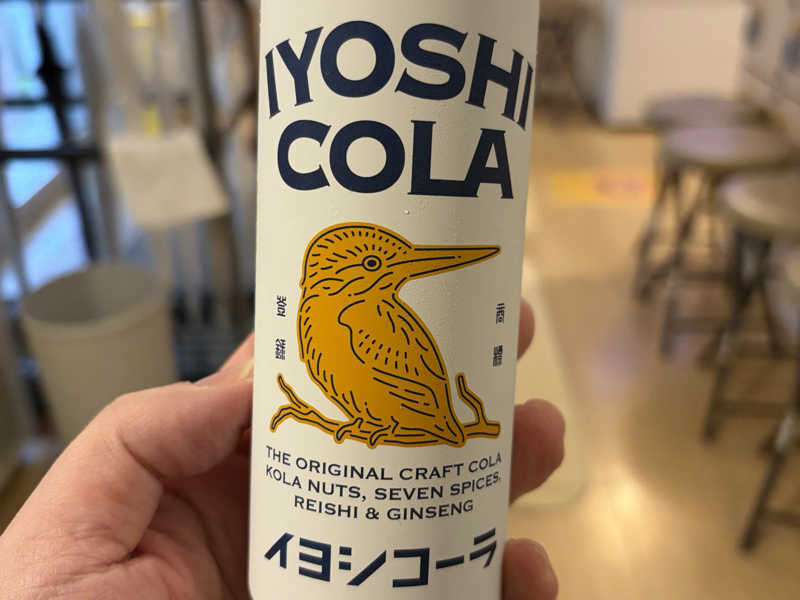 IYOSHI
COLA
THE ORIGINAL CRAFT COLA
KOLA NUTS, SEVEN SPICES,
REISHI & GINSENG
イヨシコーラ